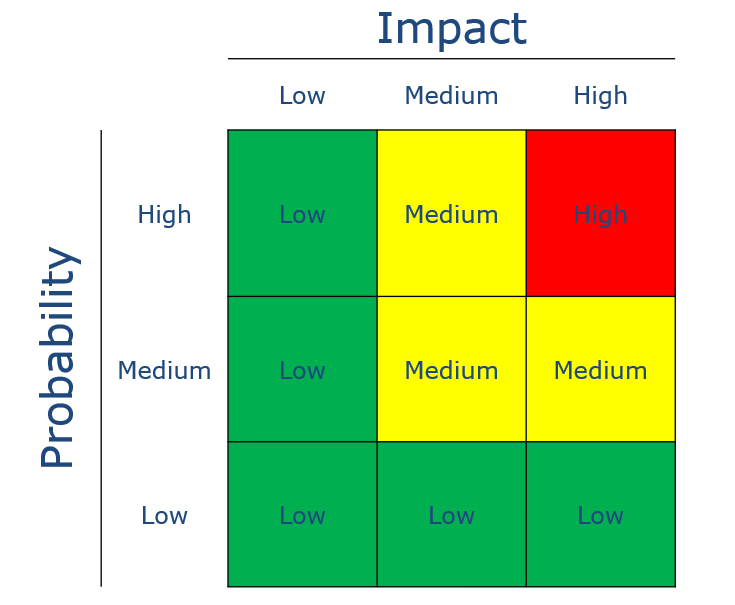 Impact
Low Medium High
Probability
High Low Medium High
Medium Low Medium Medium
Low Low Low Low